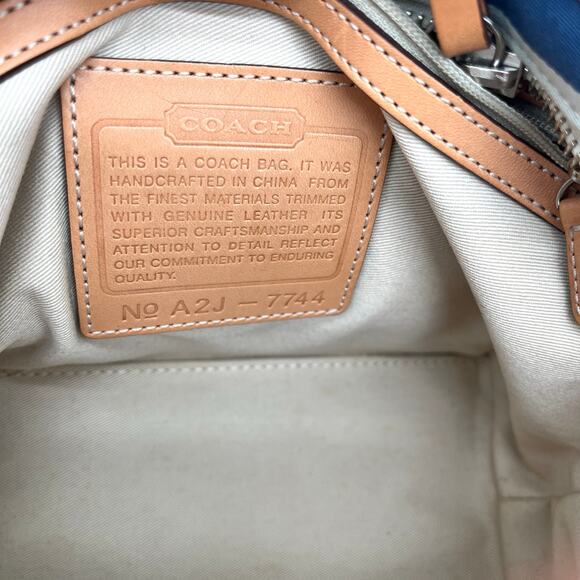 COACH
THIS IS A COACH BAG. IT WAS
HANDCRAFTED IN CHINA FROM
THE FINEST MATERIALS TRIMMED
WITH GENUINE LEATHER ITS
SUPERIOR CRAFTSMANSHIP AND
ATTENTION TO DETAIL REFLECT
OUR COMMITMENT TO ENDURING
QUALITY.
No A2J - 7744